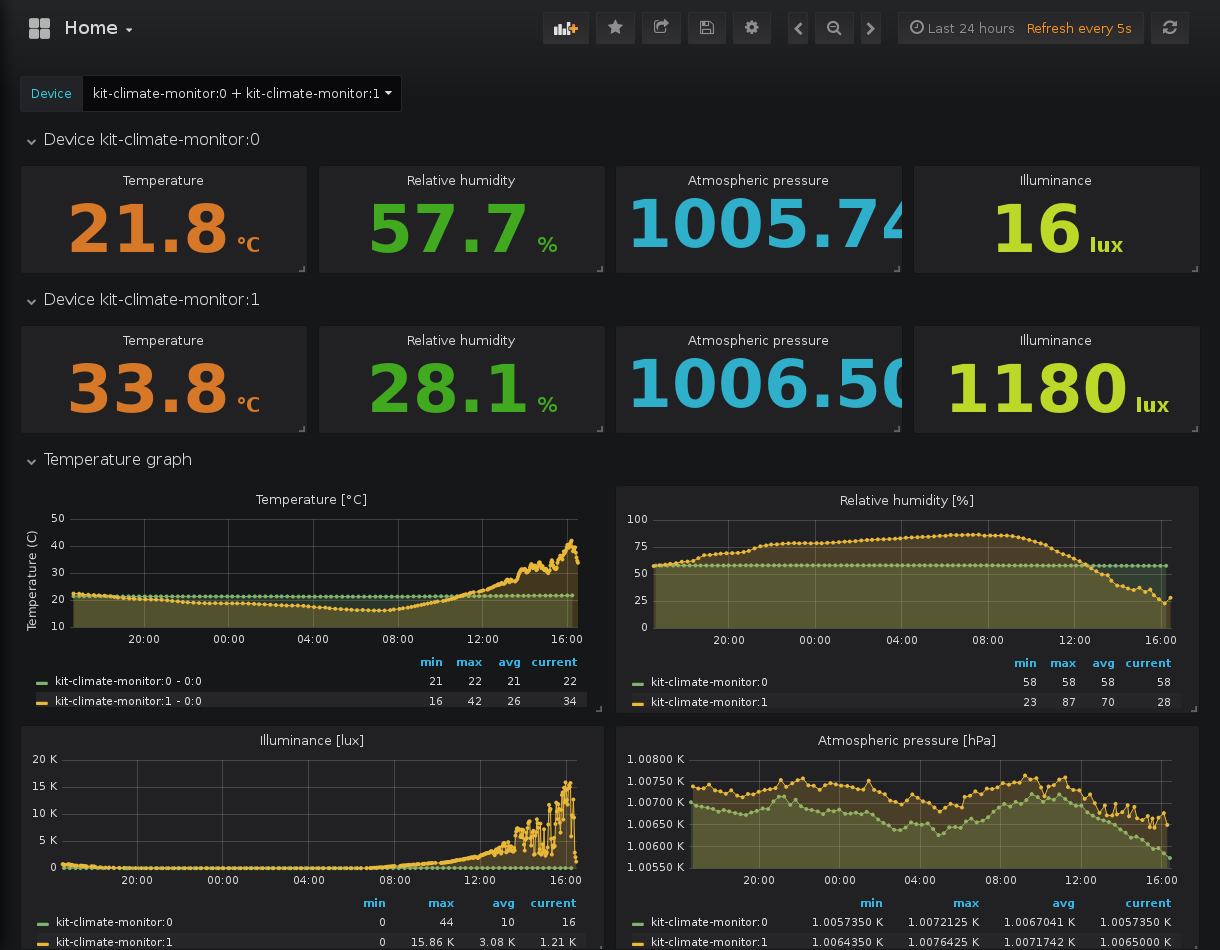 Home
Last 24 hours Refresh every 5s
Device kit-climate-monitor:0 + kit-climate-monitor:1
Device kit-climate-monitor:0
Temperature Relative humidity Atmospheric pressure Illuminance
21.8 °C 57.7 % 1005.74 16 lux
Device kit-climate-monitor:1
Temperature Relative humidity Atmospheric pressure Illuminance
33.8 °C 28.1 % 1006.50 1180 lux
Temperature graph
Temperature [°C]
Temperature (C)
50
40
30
20
10
20:00 00:00 04:00 08:00 12:00 16:00
min max avg current
kit-climate-monitor:0 - 0:0 21 22 21 22
kit-climate-monitor:1 - 0:0 16 42 26 34
Relative humidity [%]
100
75
50
25
0
20:00 00:00 04:00 08:00 12:00 16:00
min max avg current
kit-climate-monitor:0 58 58 58 58
kit-climate-monitor:1 23 87 70 28
Illuminance [lux]
20 K
15 K
10 K
5 K
0
20:00 00:00 04:00 08:00 12:00 16:00
min max avg current
kit-climate-monitor:0 0 44 10 16
kit-climate-monitor:1 0 15.86 K 3.08 K 1.21 K
Atmospheric pressure [hPa]
1.00800 K
1.00750 K
1.00700 K
1.00650 K
1.00600 K
1.00550 K
20:00 00:00 04:00 08:00 12:00 16:00
min max avg current
kit-climate-monitor:0 1.0057350 K 1.0072125 K 1.0067041 K 1.0057350 K
kit-climate-monitor:1 1.0064350 K 1.0076425 K 1.0071742 K 1.0065000 K